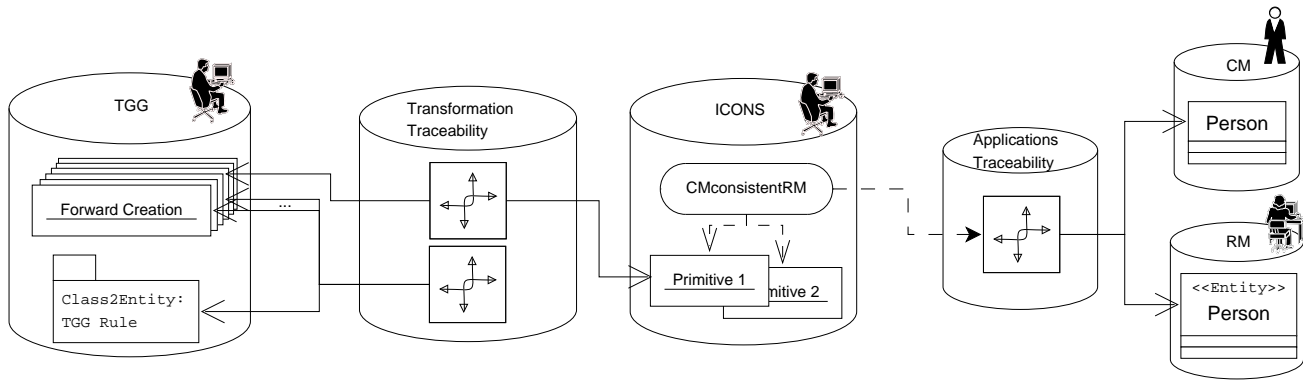 TGG
Forward Creation
...
Class2Entity:
TGG Rule
Transformation
Traceability
ICONS
CMconsistentRM
Primitive 1
mitive 2
Applications
Traceability
CM
Person
RM
<<Entity>>
Person